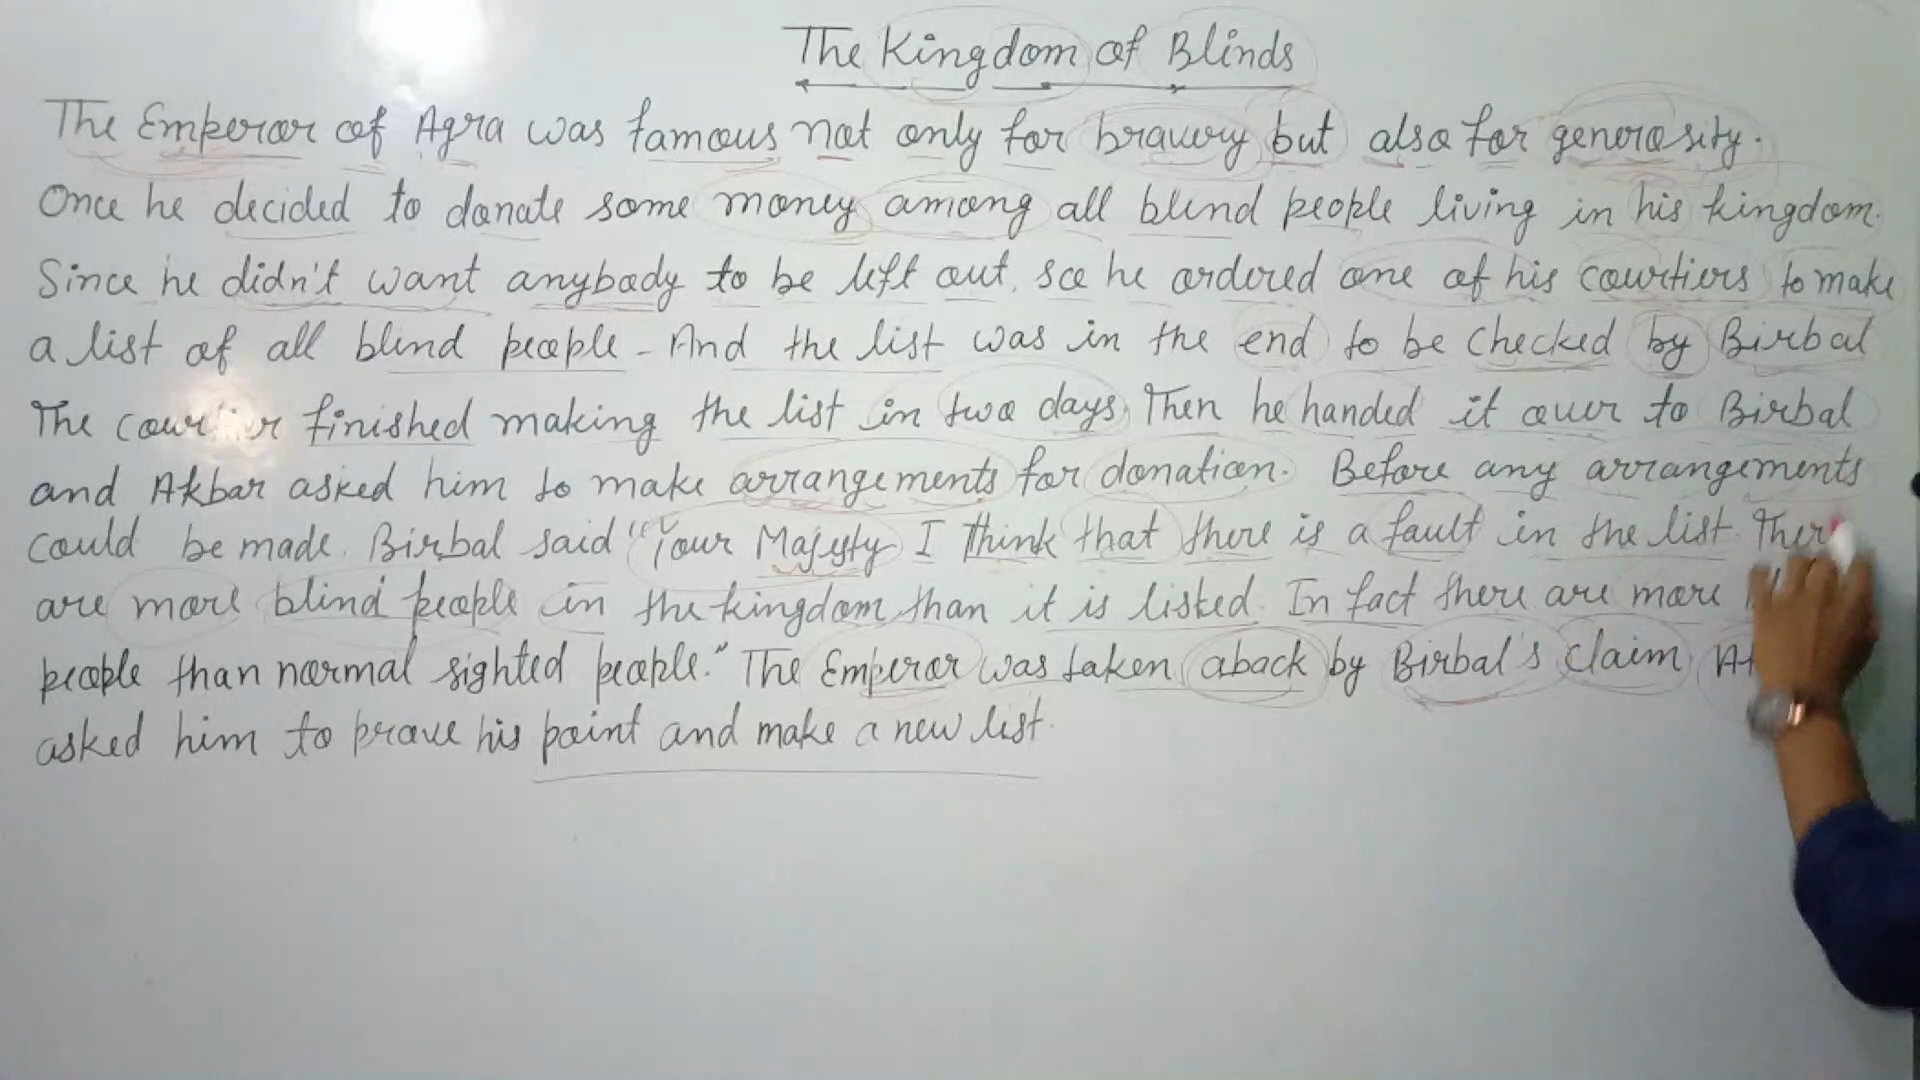 The Kingdom of Blinds
The Emperor of Agra was famous not only for bravery but also for generosity.
Once he decided to donate some money among all blind people living in his kingdom.
Since he didn't want anybody to be left out, so he ordered one of his courtiers to make
a list of all blind people - And the list was in the end to be checked by Birbal
The finished making the list in two days, Then he handed it over to Birbal
and Akbar asked him to make arrangements for donation. Before any arrangements
could be made. Birbal said "Your Majesty I think that there is a fault in the list. Ther
are more blind people in the kingdom than it is listed. In fact there are more
people than normal sighted people." The Emperor was taken aback by Birbal's claim
asked him to prove his point and make a new list.